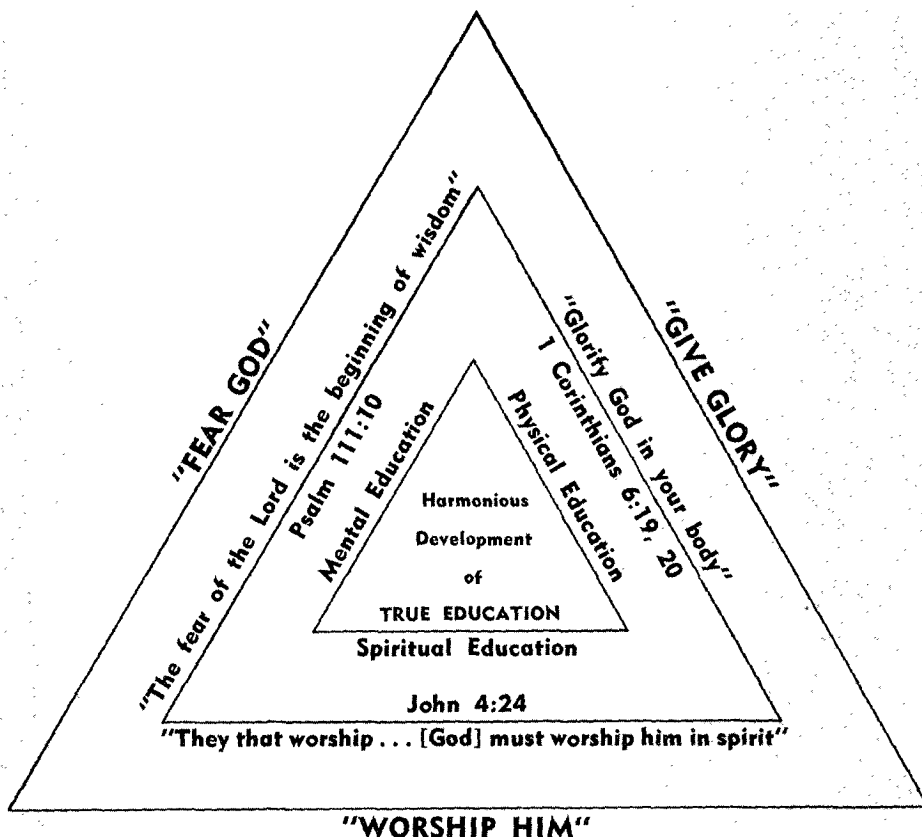 "FEAR GOD"
"GIVE GLORY"
"The fear of the Lord is the beginning of wisdom"
Psalm 111:10
"Glorify God in your body"
1 Corinthians 6:19, 20
Mental Education
Physical Education
Harmonious
Development
of
TRUE EDUCATION
Spiritual Education
John 4:24
"They that worship . . . [God] must worship him in spirit"
"WORSHIP HIM"